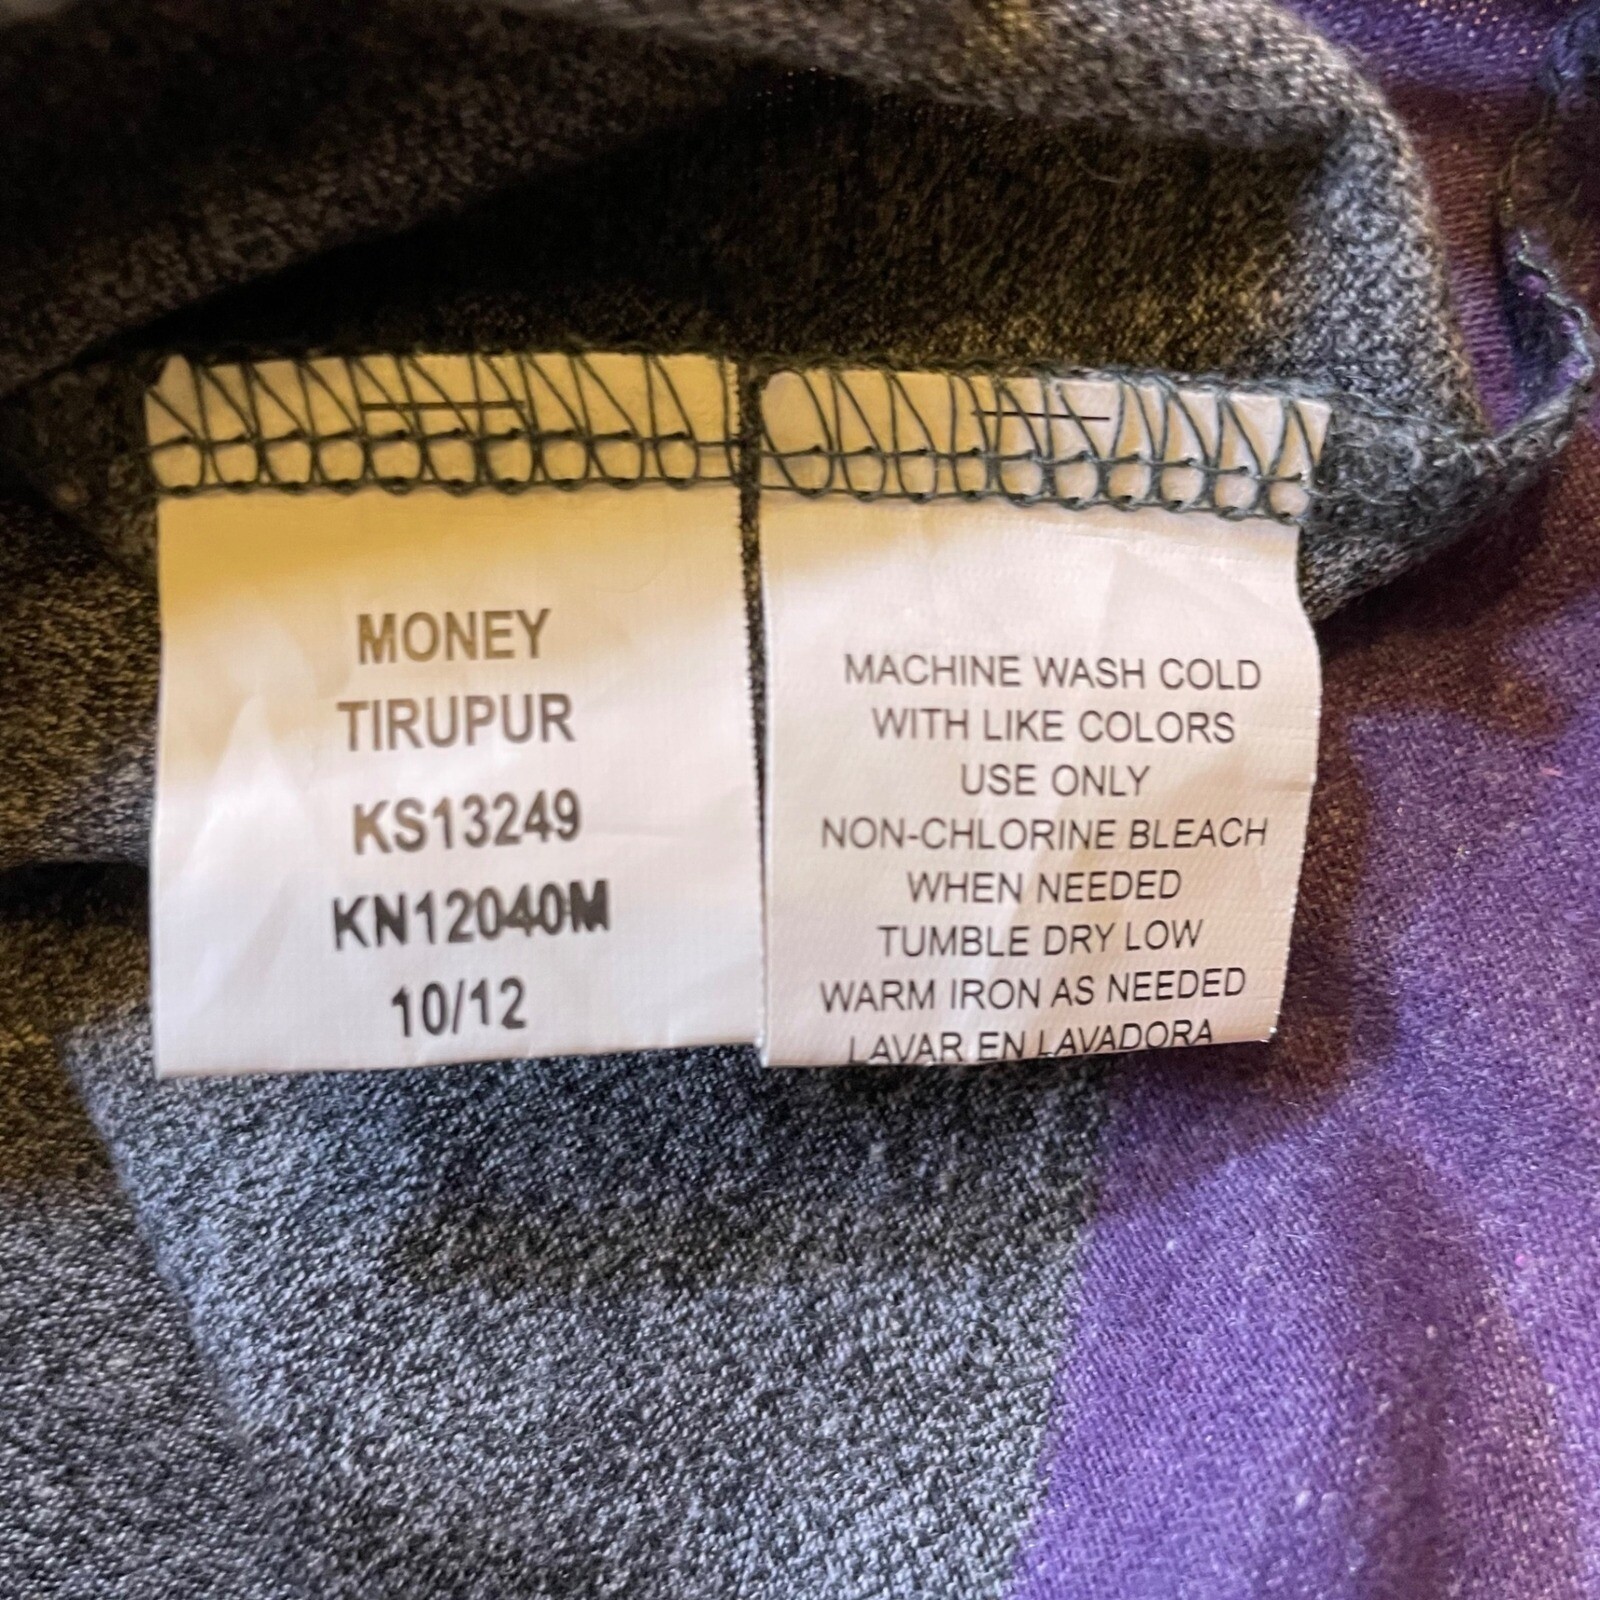 MONEY
TIRUPUR
KS13249
KN12040M
10/12
MACHINE WASH COLD
WITH LIKE COLORS
USE ONLY
NON-CHLORINE BLEACH
WHEN NEEDED
TUMBLE DRY LOW
WARM IRON AS NEEDED
LAVAR EN LAVADORA